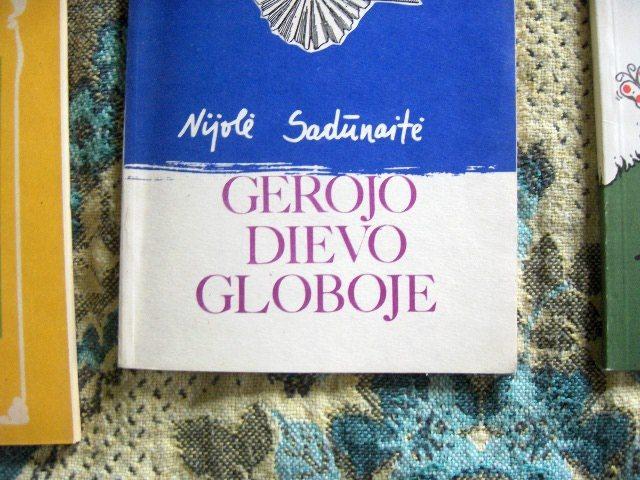 Nijolė Sadūnaitė
GEROJO
DIEVO
GLOBOJE